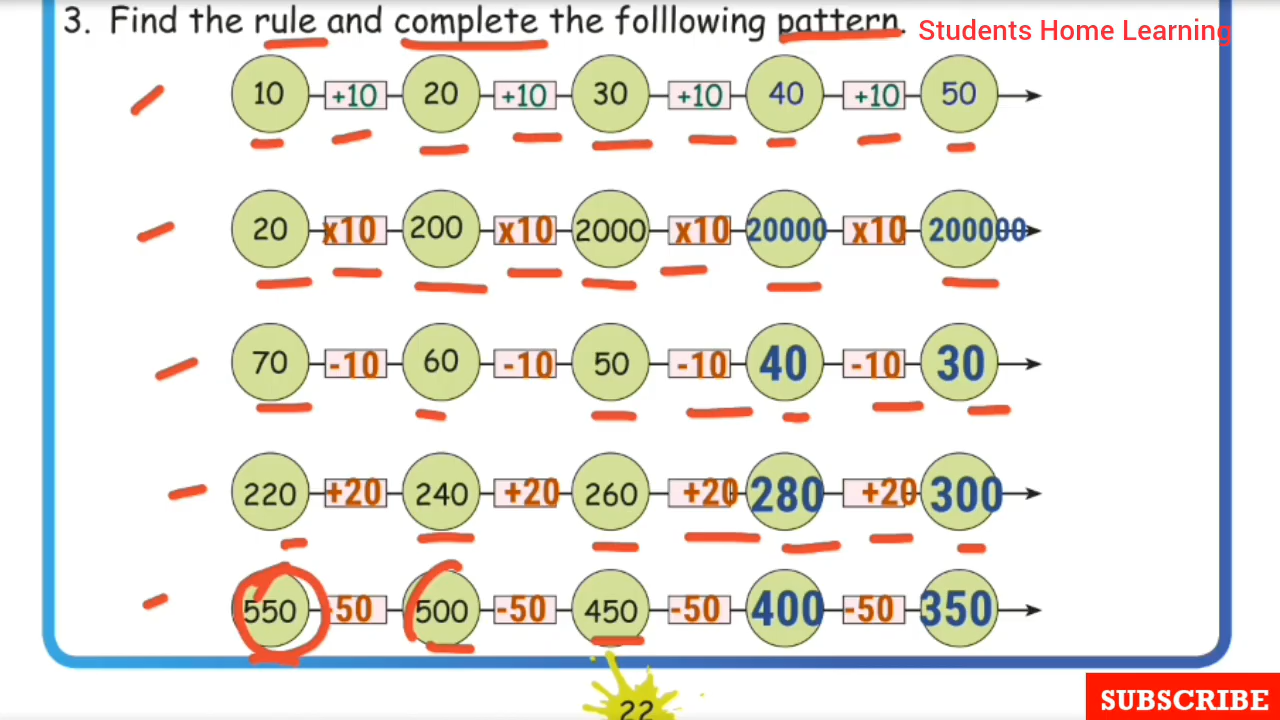 3. Find the rule and complete the folllowing pattern.
Students Home Learning
10 +10 20 +10 30 +10 40 +10 50
20 x10 200 x10 2000 x10 20000 x10 200000
70 -10 60 -10 50 -10 40 -10 30
220 +20 240 +20 260 +20 280 +20 300
550 -50 500 -50 450 -50 400 -50 350
22
SUBSCRIBE